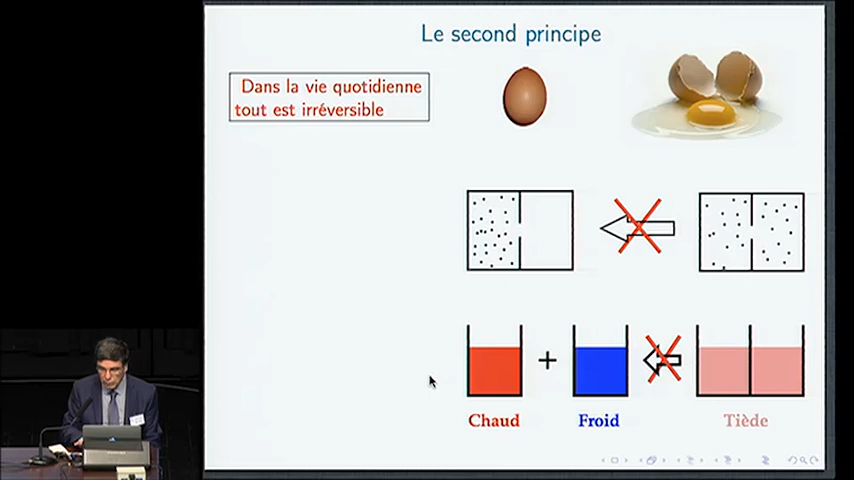 Le second principe
Dans la vie quotidienne
tout est irréversible
+
Chaud
Froid
Tiède